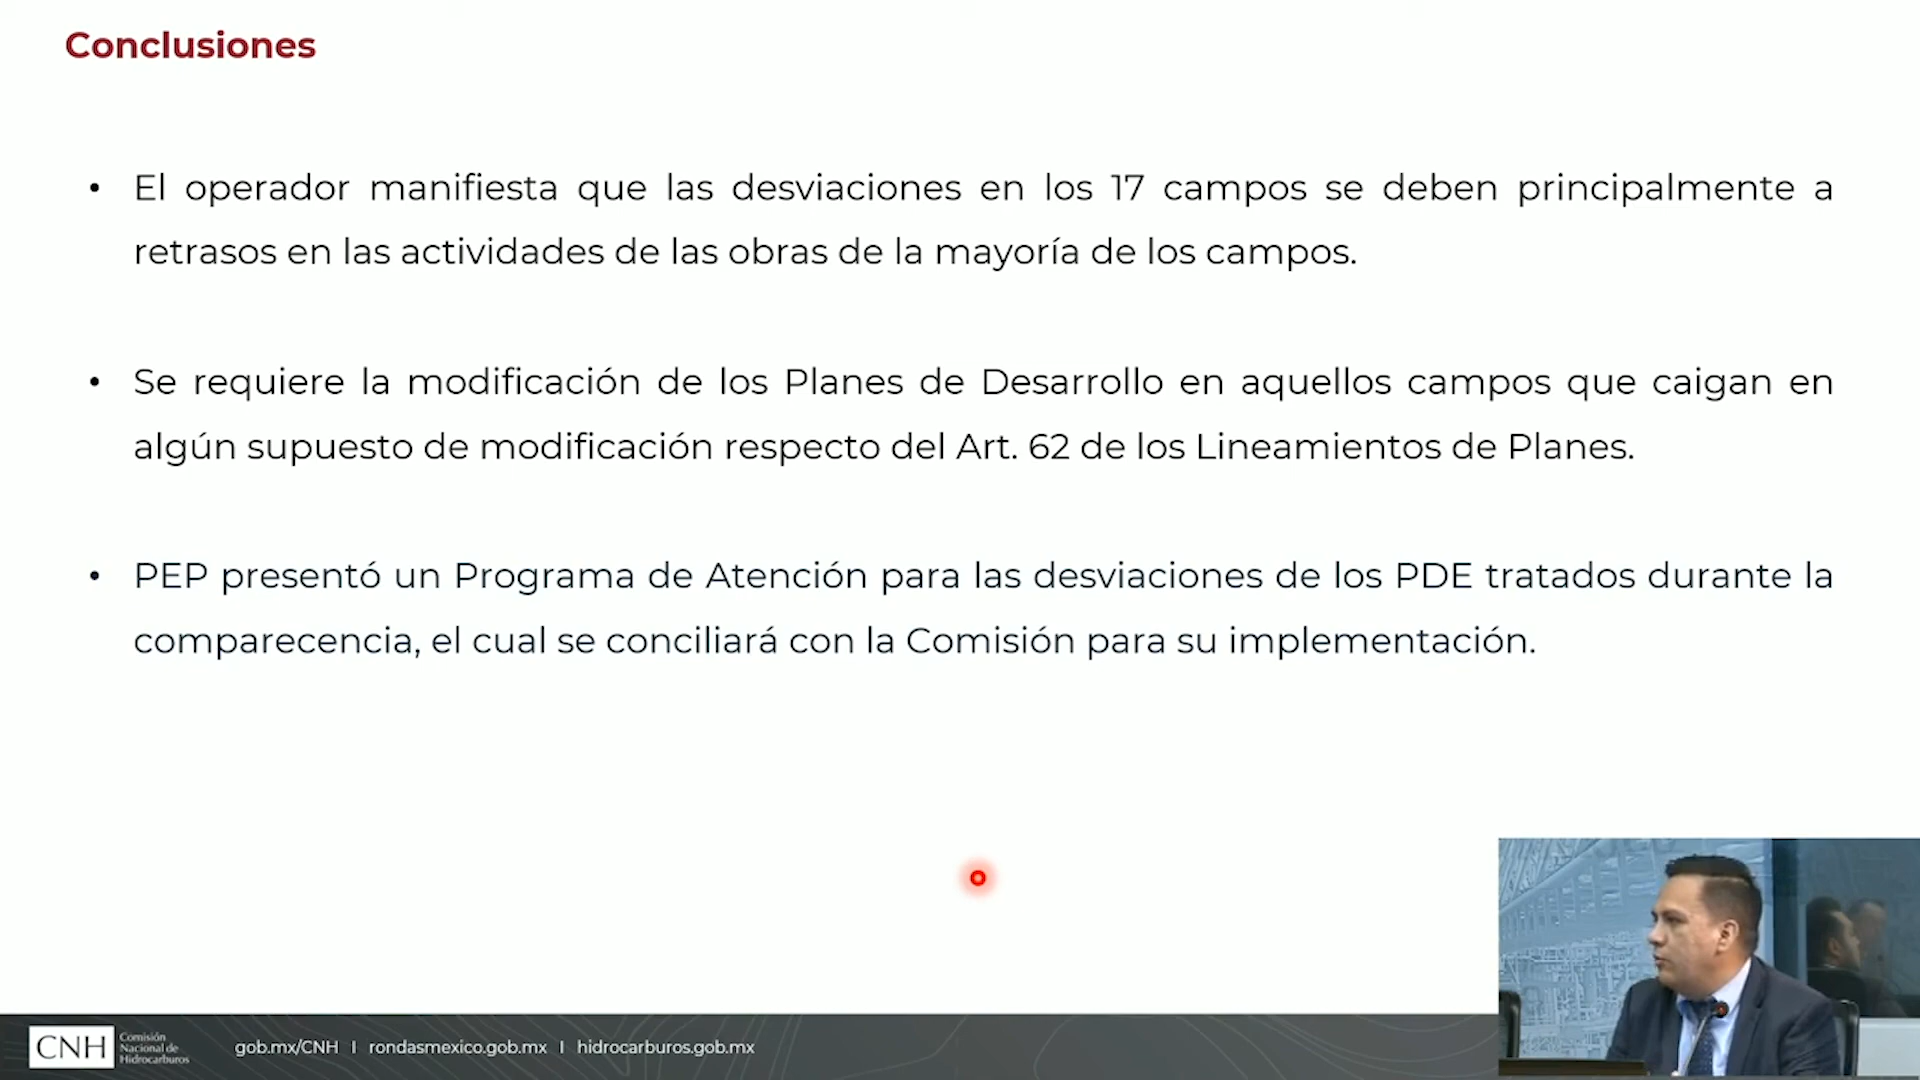 Conclusiones
• El operador manifiesta que las desviaciones en los 17 campos se deben principalmente a
retrasos en las actividades de las obras de la mayoría de los campos.
• Se requiere la modificación de los Planes de Desarrollo en aquellos campos que caigan en
algún supuesto de modificación respecto del Art. 62 de los Lineamientos de Planes.
• PEP presentó un Programa de Atención para las desviaciones de los PDE tratados durante la
comparecencia, el cual se conciliará con la Comisión para su implementación.
CNH
Comisión
Nacional de
Hidrocarburos
gob.mx/CNH I rondasmexico.gob.mx I hidrocarburos.gob.mx